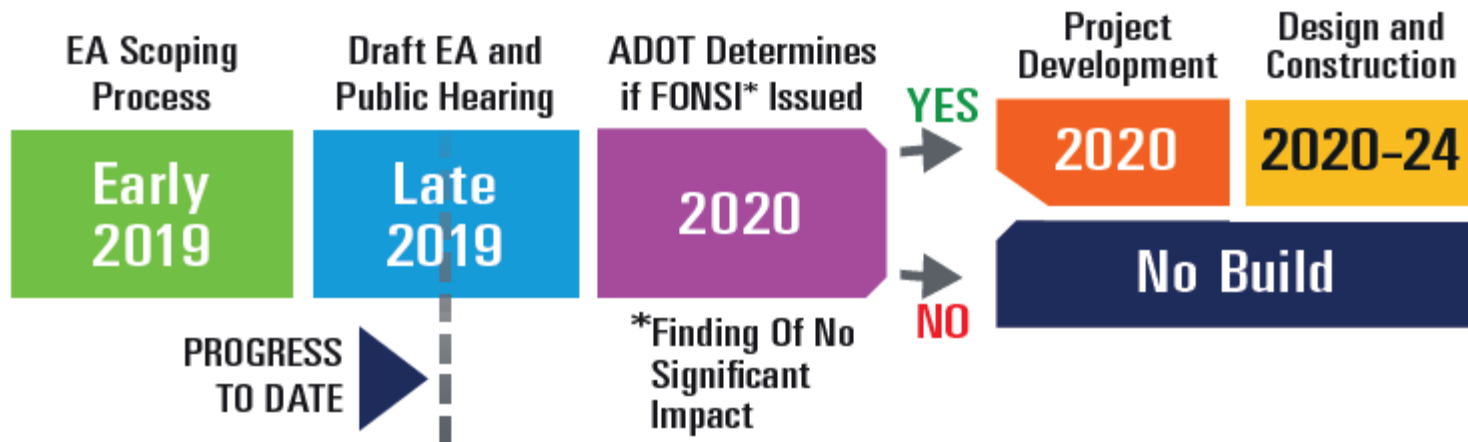 EA Scoping
Process
Early
2019
Draft EA and
Public Hearing
Late
2019
ADOT Determines
if FONSI* Issued
2020
*Finding Of No
Significant
Impact
YES
NO
Project
Development
2020
Design and
Construction
2020-24
No Build
PROGRESS
TO DATE